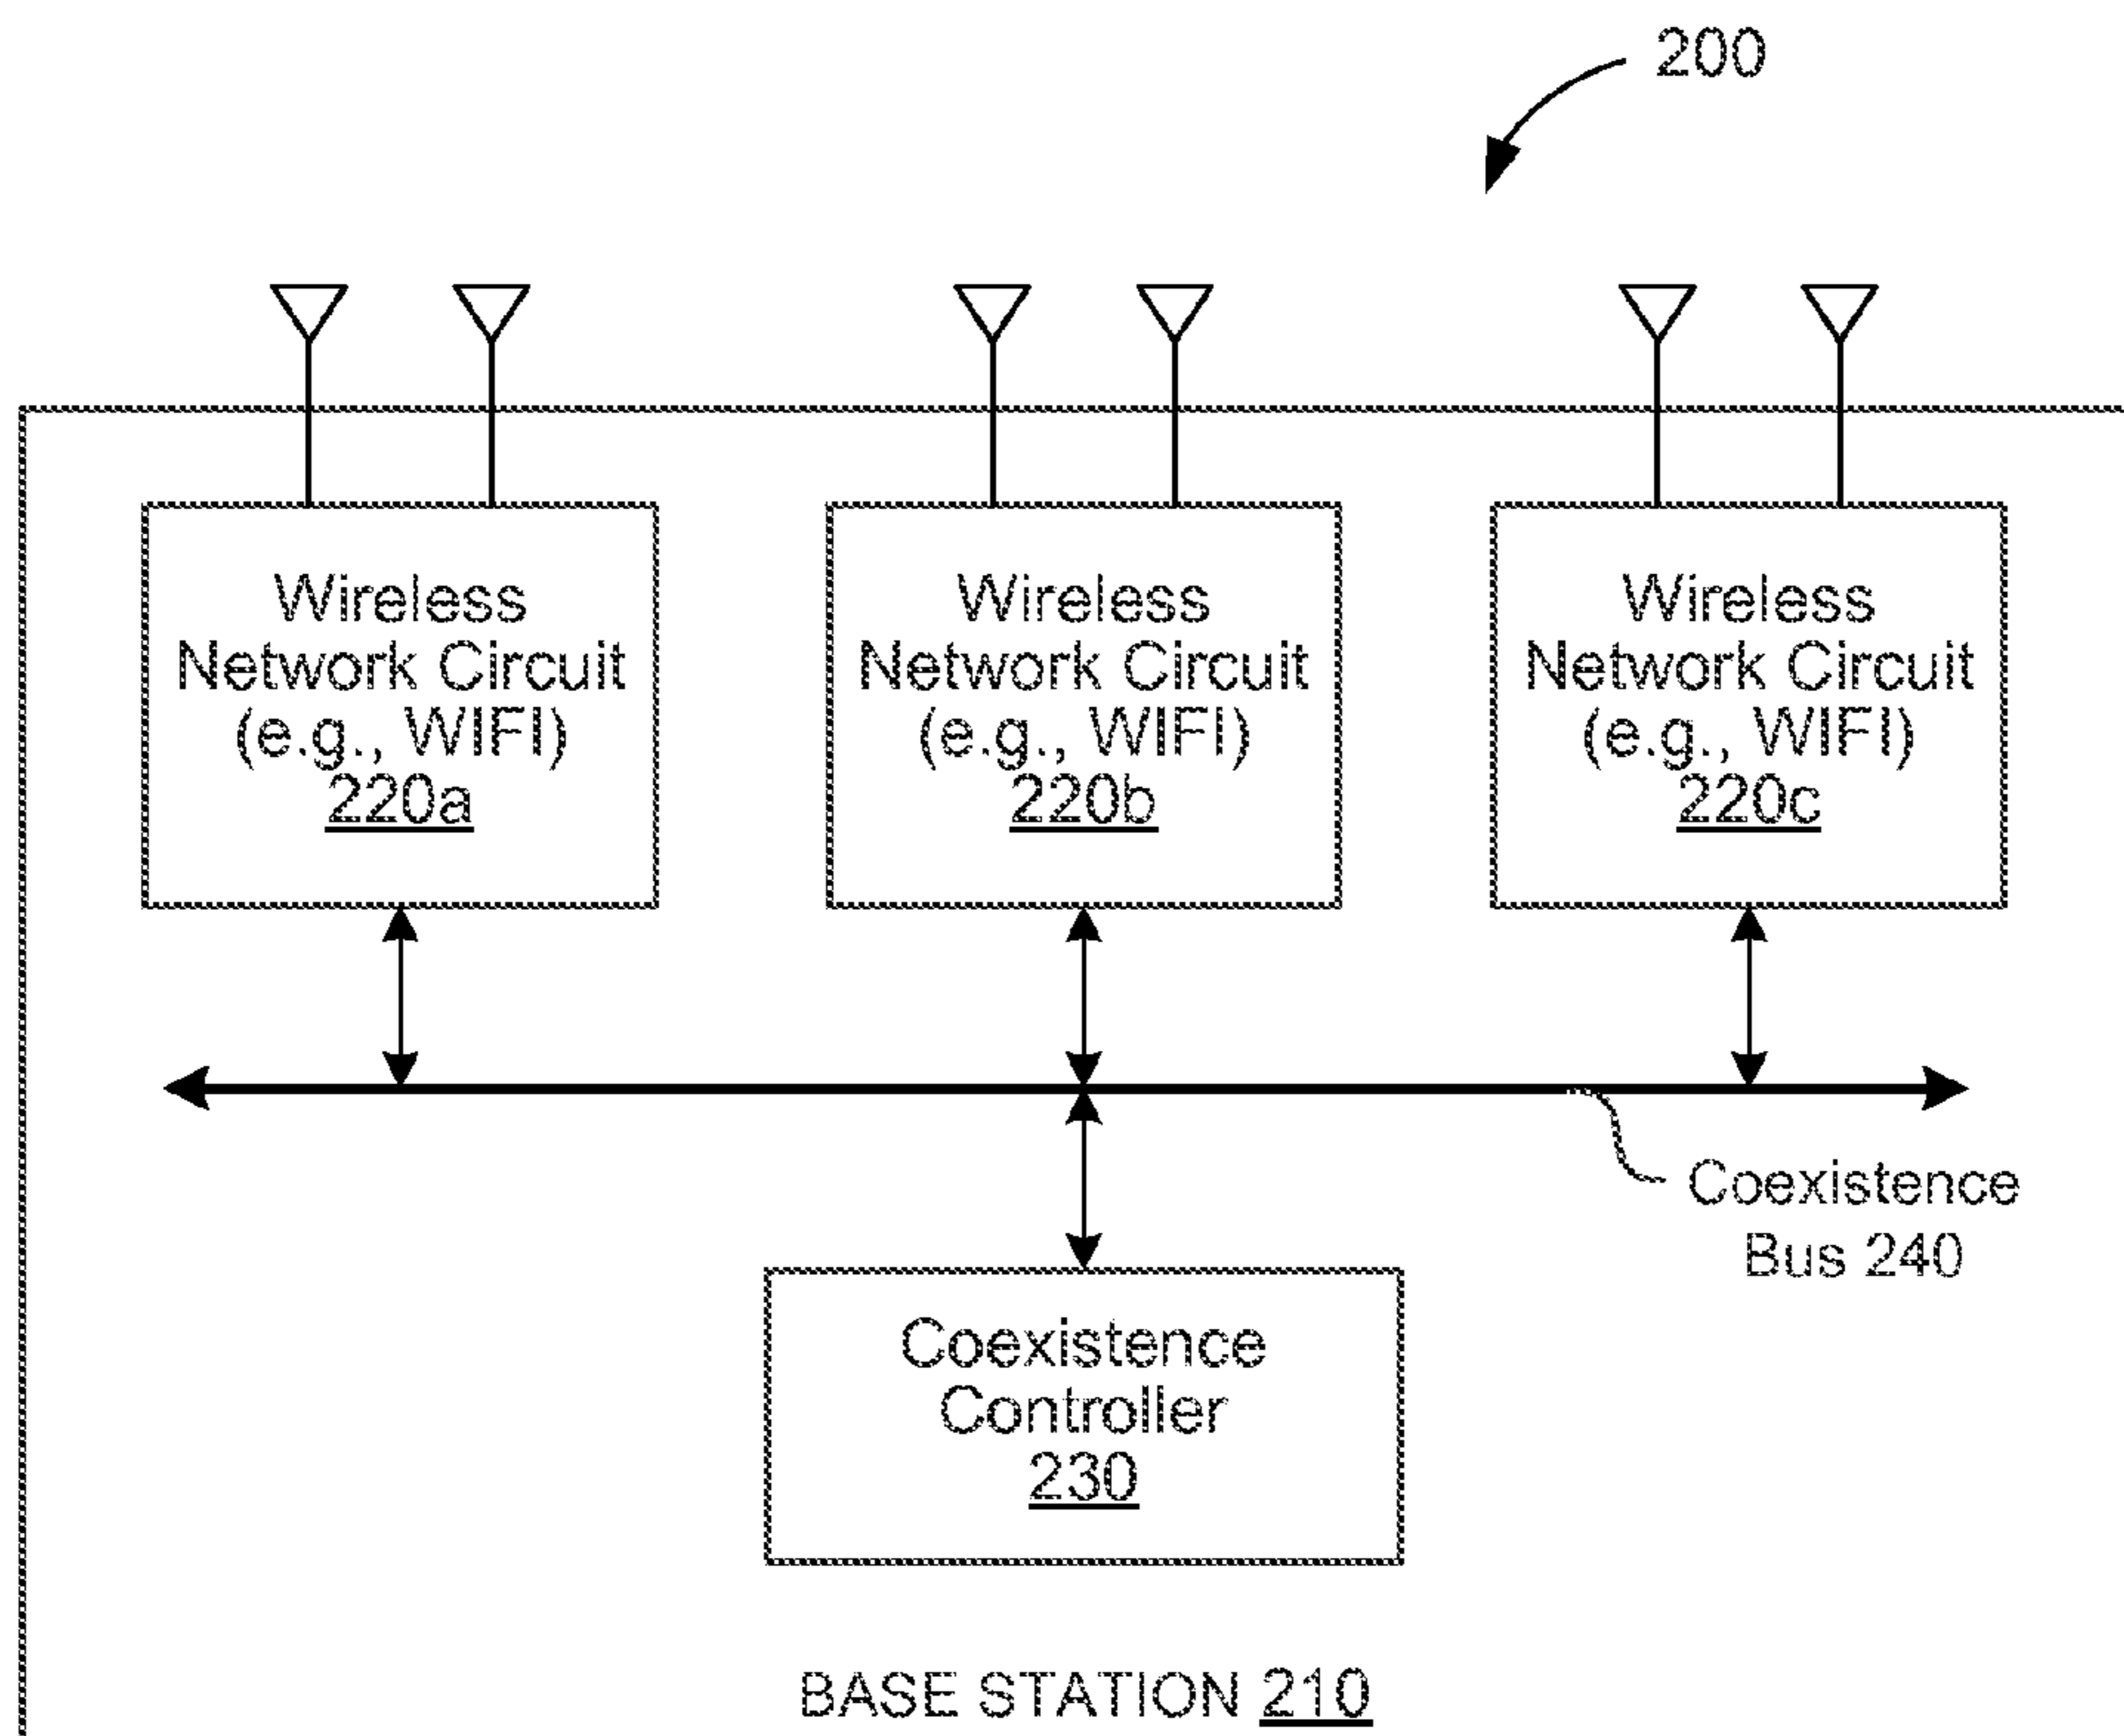 200
Wireless
Network Circuit
(e.g., WIFI)
220a
Wireless
Network Circuit
(e.g., WIFI)
220b
Wireless
Network Circuit
(e.g., WIFI)
220c
Coexistence
Bus 240
Coexistence
Controller
230
BASE STATION 210